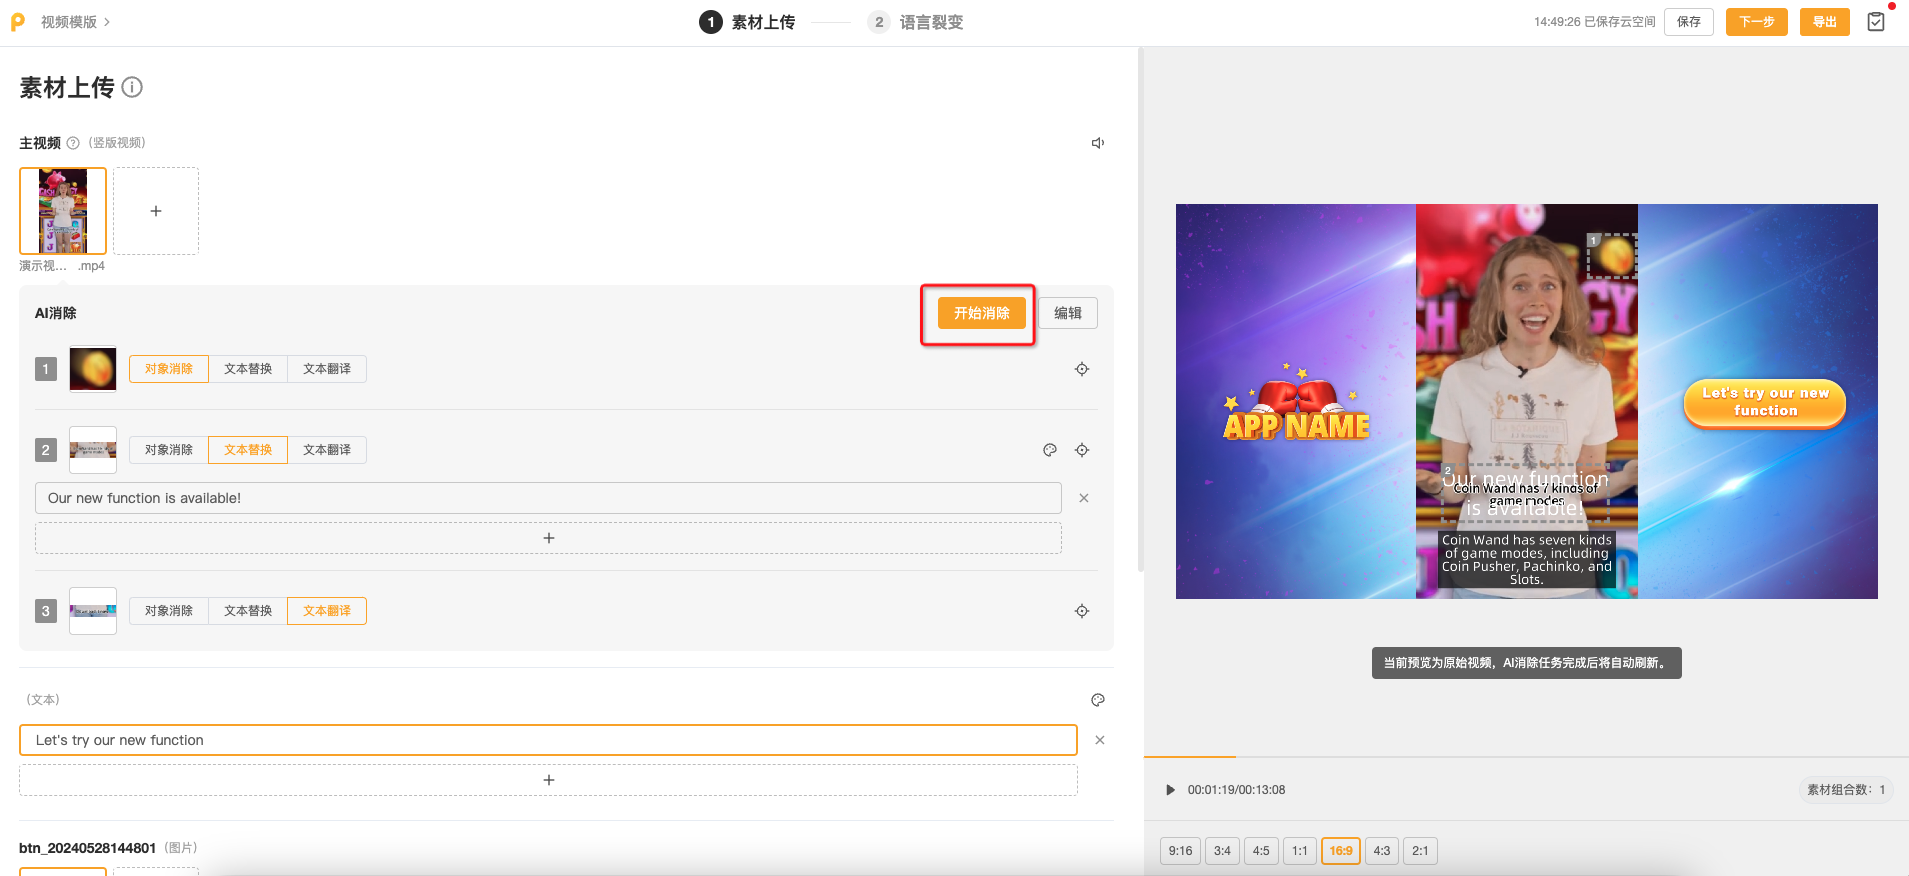 视频模版
1 素材上传
2 语言裂变
14:49:26 已保存云空间
保存
下一步
导出
素材上传
主视频 (竖版视频)
演示视... .mp4
AI消除
开始消除
编辑
1
对象消除 文本替换 文本翻译
2
对象消除 文本替换 文本翻译
Our new function is available!
3
对象消除 文本替换 文本翻译
(文本)
Let's try our new function
btn_20240528144801 (图片)
APP NAME
1
2
Our new function
is available!
Coin Wand has 7 kinds of
game modes
Coin Wand has seven kinds
of game modes, including
Coin Pusher, Pachinko, and
Slots.
Let's try our new
function
当前预览为原始视频，AI消除任务完成后将自动刷新。
00:01:19/00:13:08
素材组合数：1
9:16 3:4 4:5 1:1 16:9 4:3 2:1